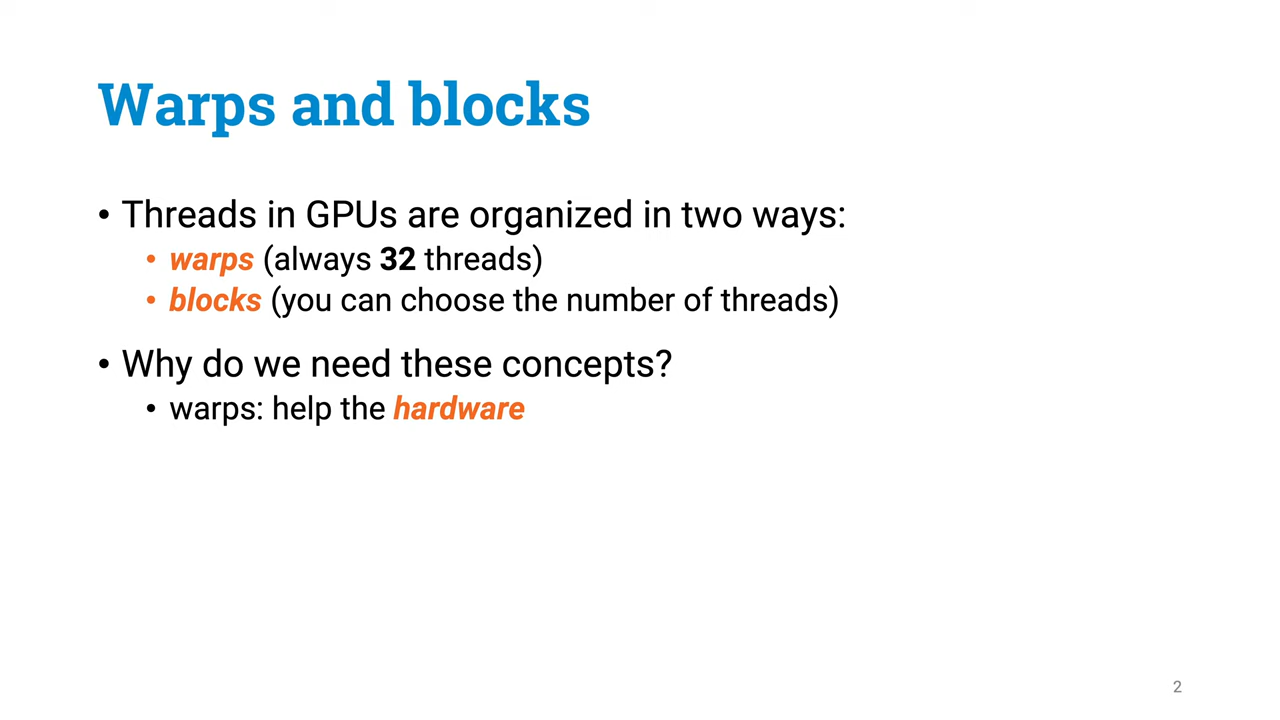 Warps and blocks
• Threads in GPUs are organized in two ways:
• warps (always 32 threads)
• blocks (you can choose the number of threads)
• Why do we need these concepts?
• warps: help the hardware
2